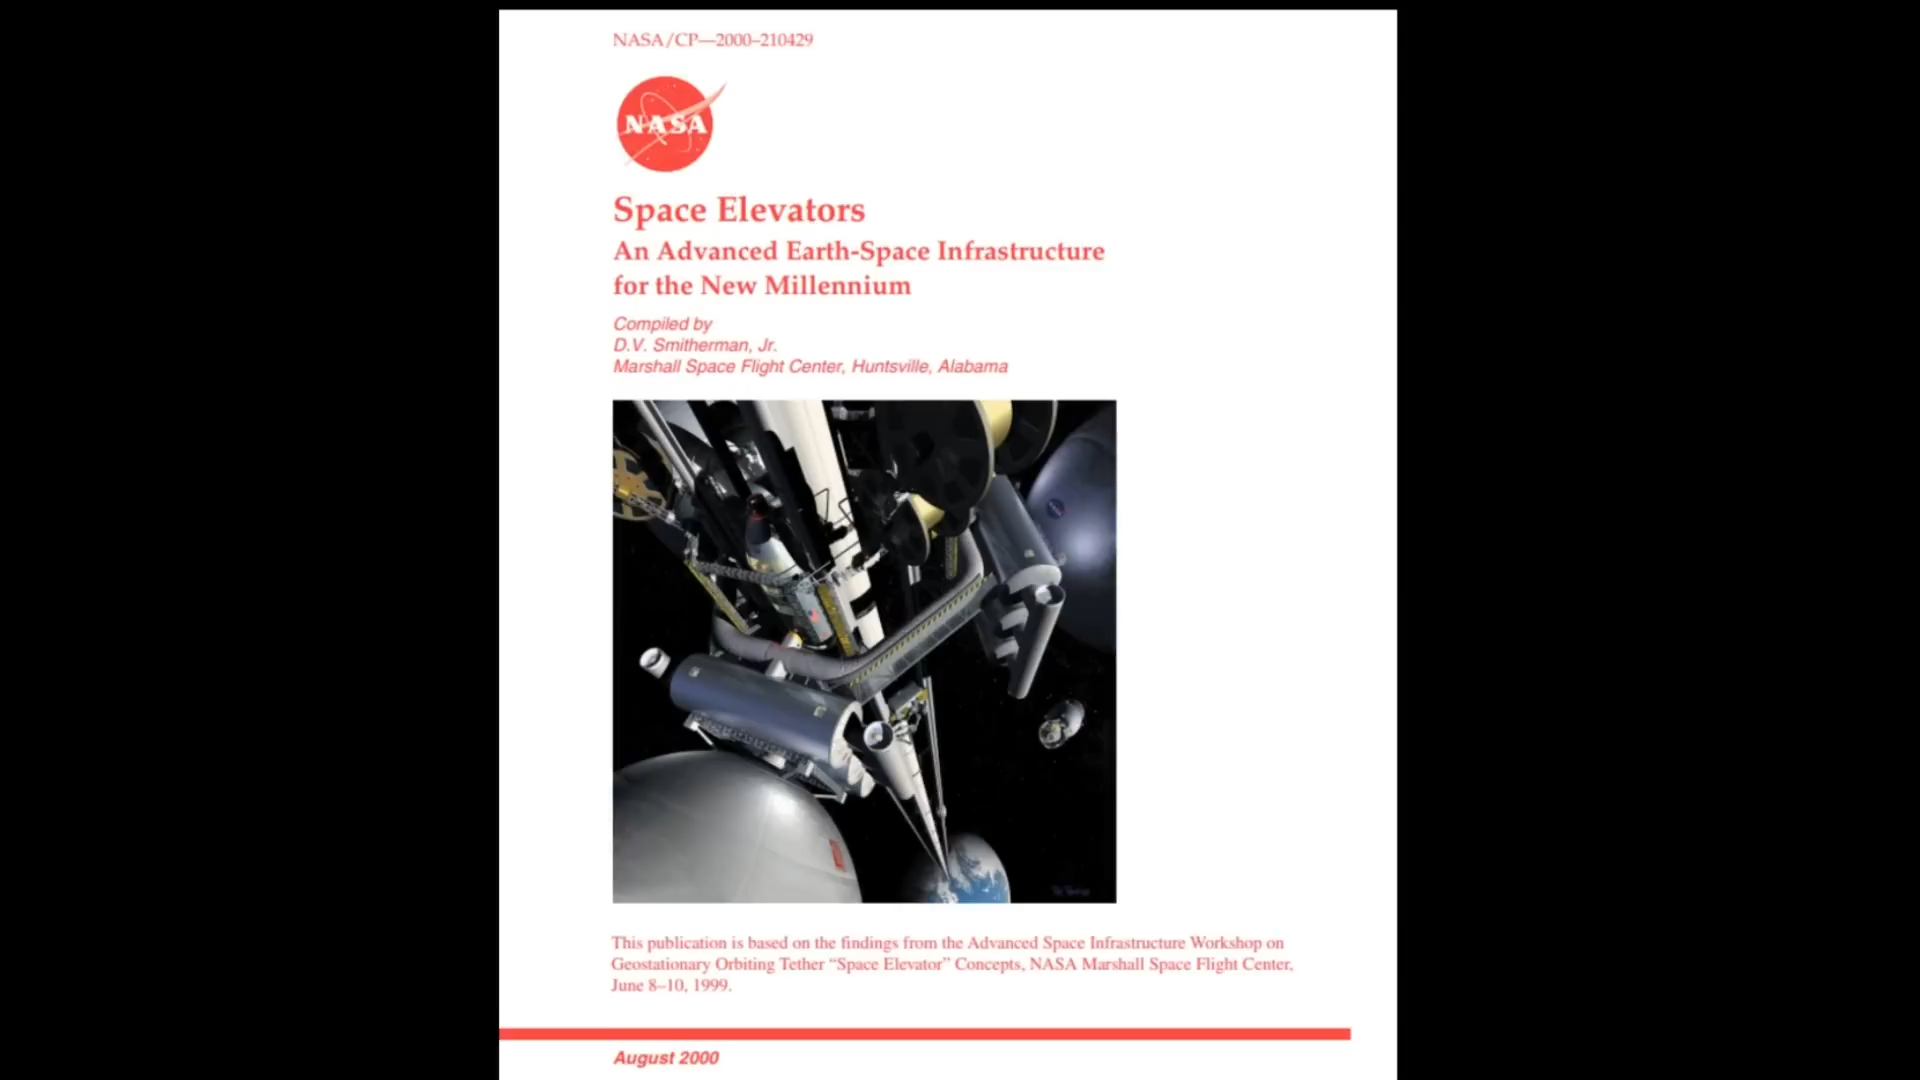 NASA/CP—2000–210429
NASA
Space Elevators
An Advanced Earth-Space Infrastructure
for the New Millennium
Compiled by
D.V. Smitherman, Jr.
Marshall Space Flight Center, Huntsville, Alabama
This publication is based on the findings from the Advanced Space Infrastructure Workshop on
Geostationary Orbiting Tether “Space Elevator” Concepts, NASA Marshall Space Flight Center,
June 8–10, 1999.
August 2000